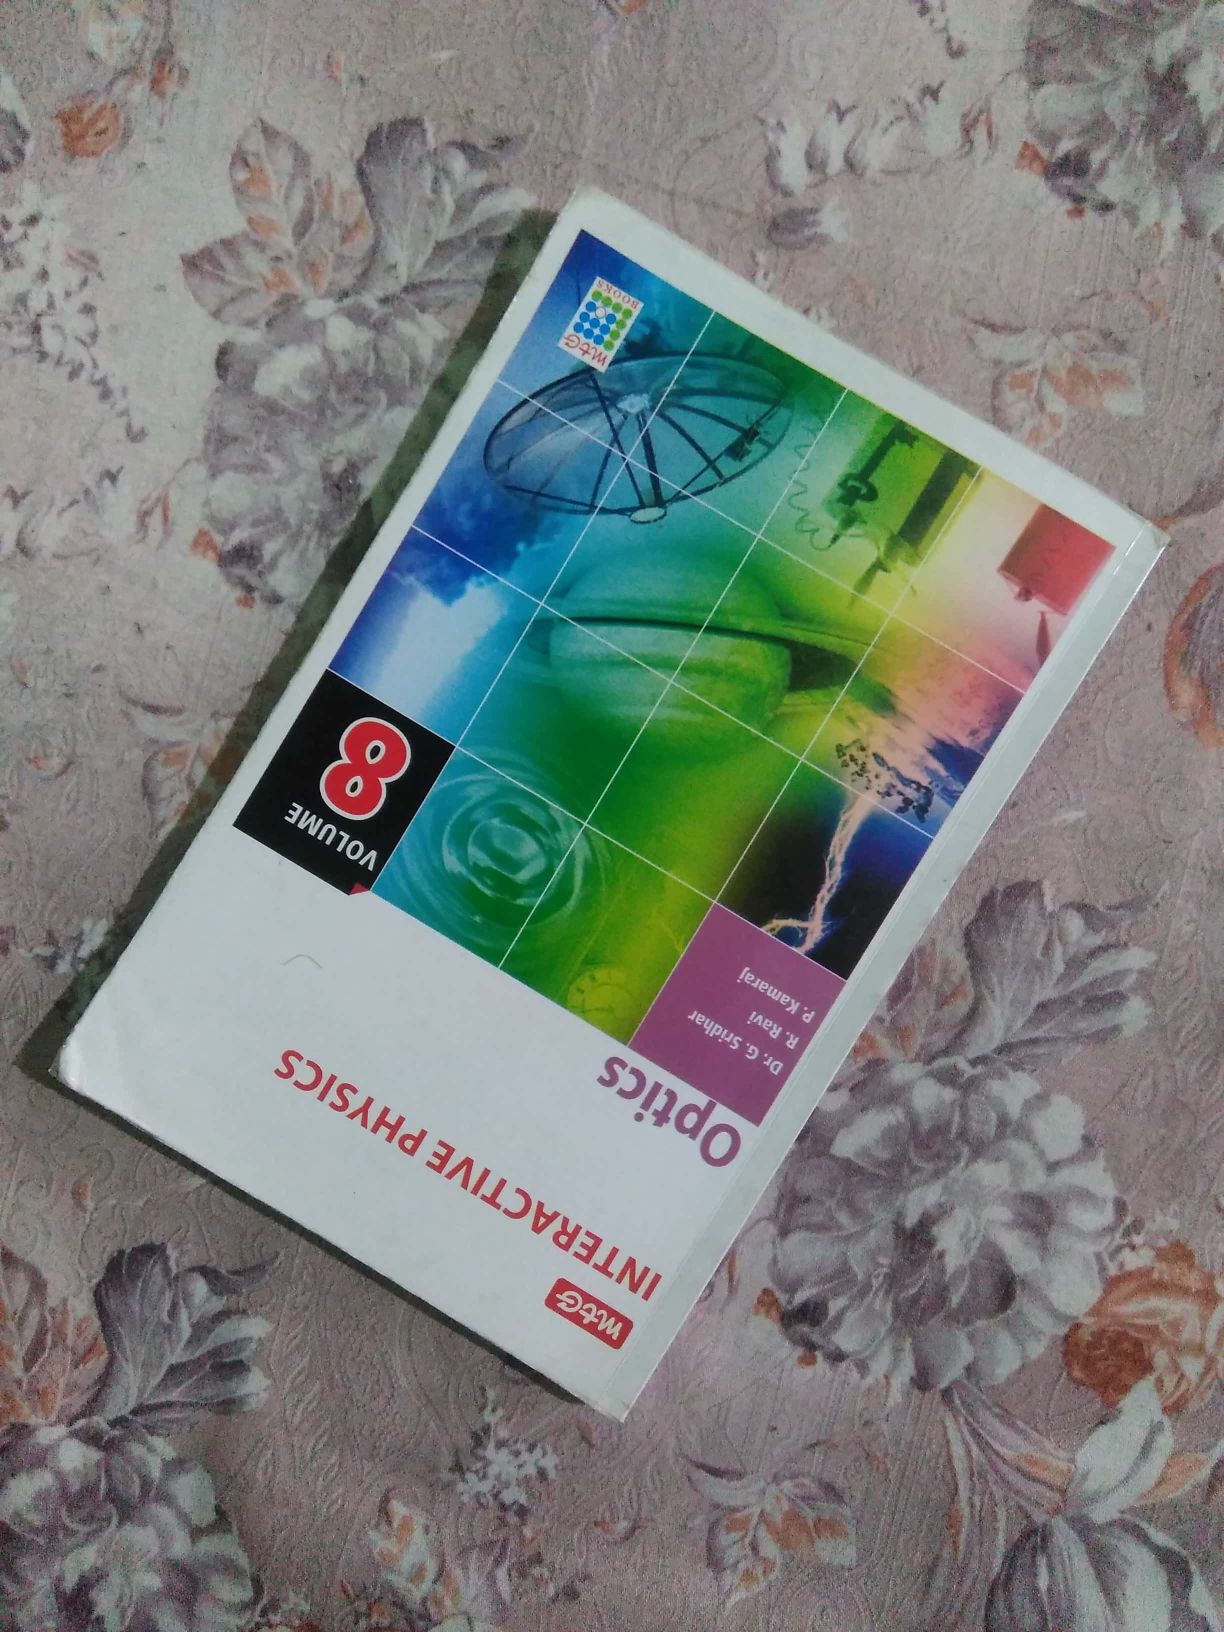 mtG
INTERACTIVE PHYSICS
Optics
Dr. G. Sridhar
R. Ravi
P. Kamaraj
VOLUME
8
mtG
BOOKS